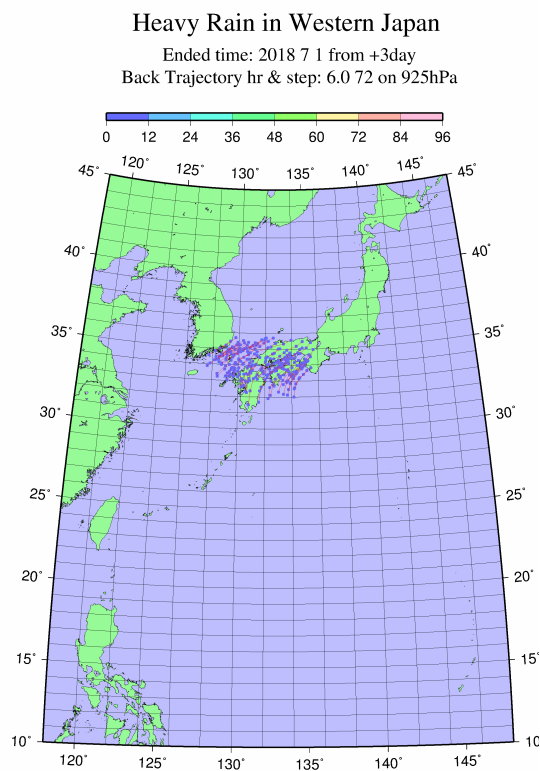 Heavy Rain in Western Japan
Ended time: 2018 7 1 from +3day
Back Trajectory hr & step: 6.0 72 on 925hPa
0 12 24 36 48 60 72 84 96
120° 125° 130° 135° 140° 145°
45° 45°
40° 40°
35° 35°
30° 30°
25° 25°
20° 20°
15° 15°
10° 10°
120° 125° 130° 135° 140° 145°